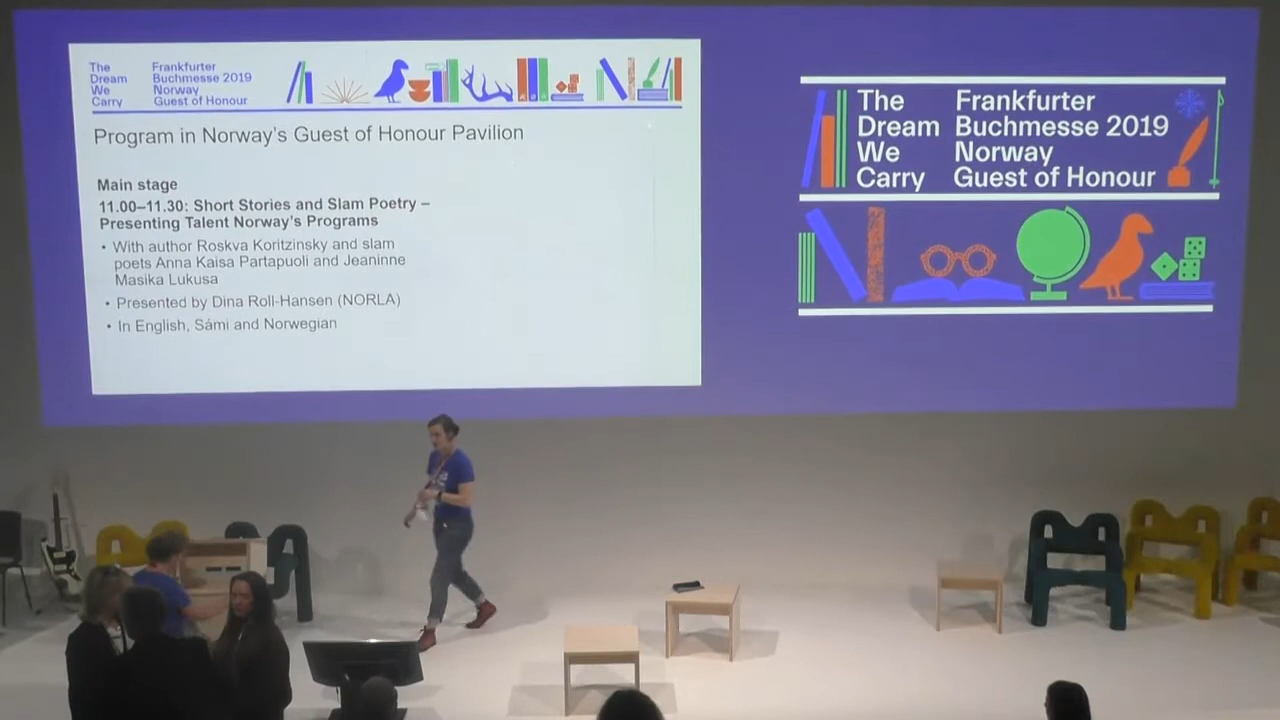 The
Dream
We
Carry
Frankfurter
Buchmesse 2019
Norway
Guest of Honour
Program in Norway's Guest of Honour Pavilion
Main stage
11.00–11.30: Short Stories and Slam Poetry –
Presenting Talent Norway's Programs
• With author Roskva Koritzinsky and slam
poets Anna Kaisa Partapuoli and Jeaninne
Masika Lukusa
• Presented by Dina Roll-Hansen (NORLA)
• In English, Sámi and Norwegian
The
Dream
We
Carry
Frankfurter
Buchmesse 2019
Norway
Guest of Honour